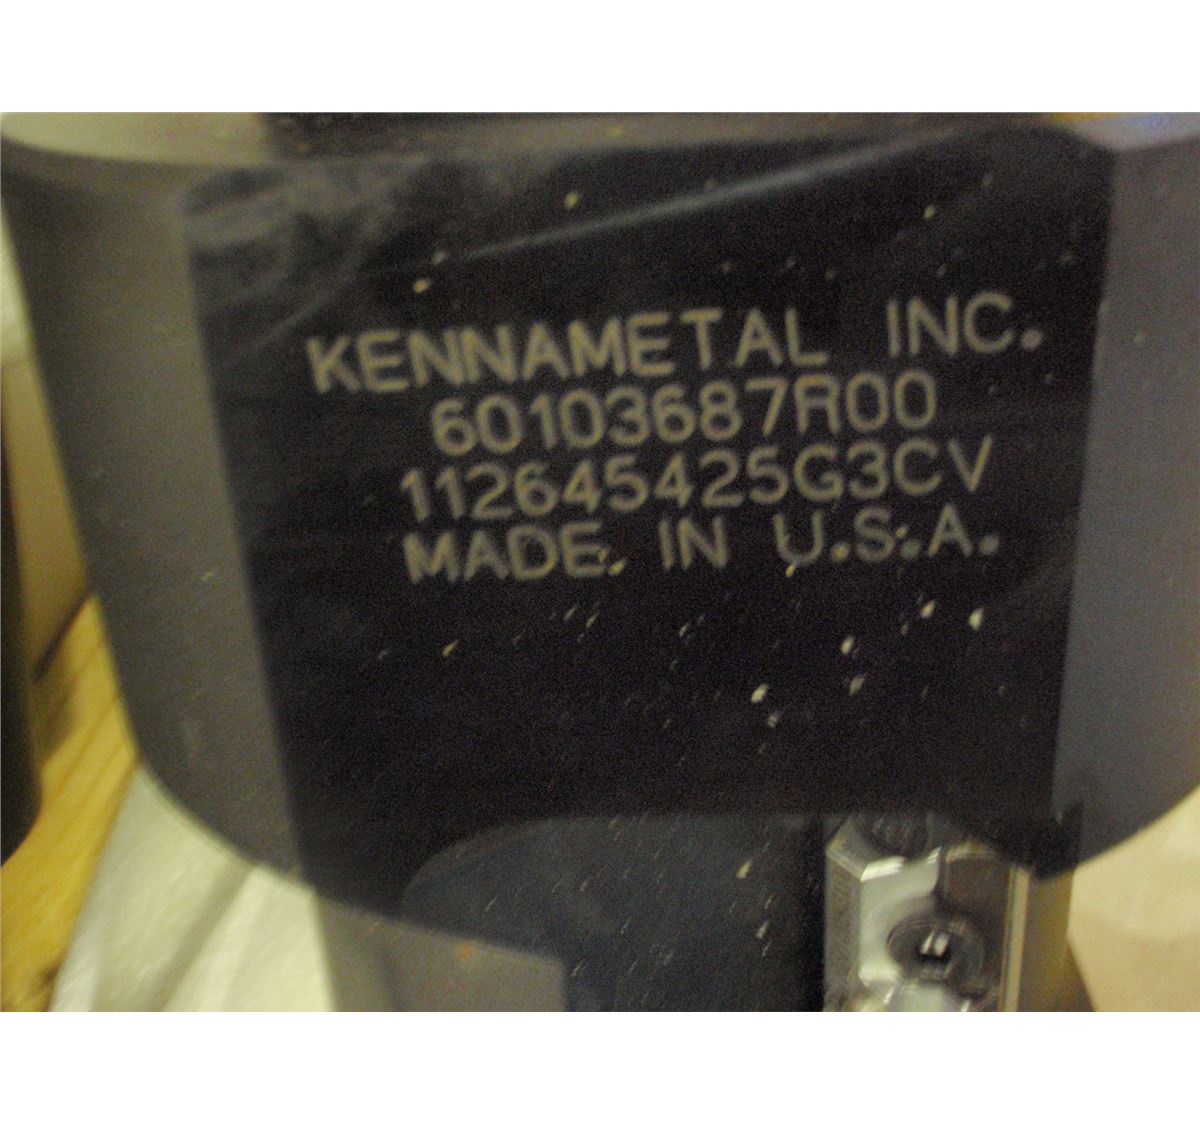 KENNAMETAL INC.
60103687R00
112645425G3CV
MADE IN U.S.A.